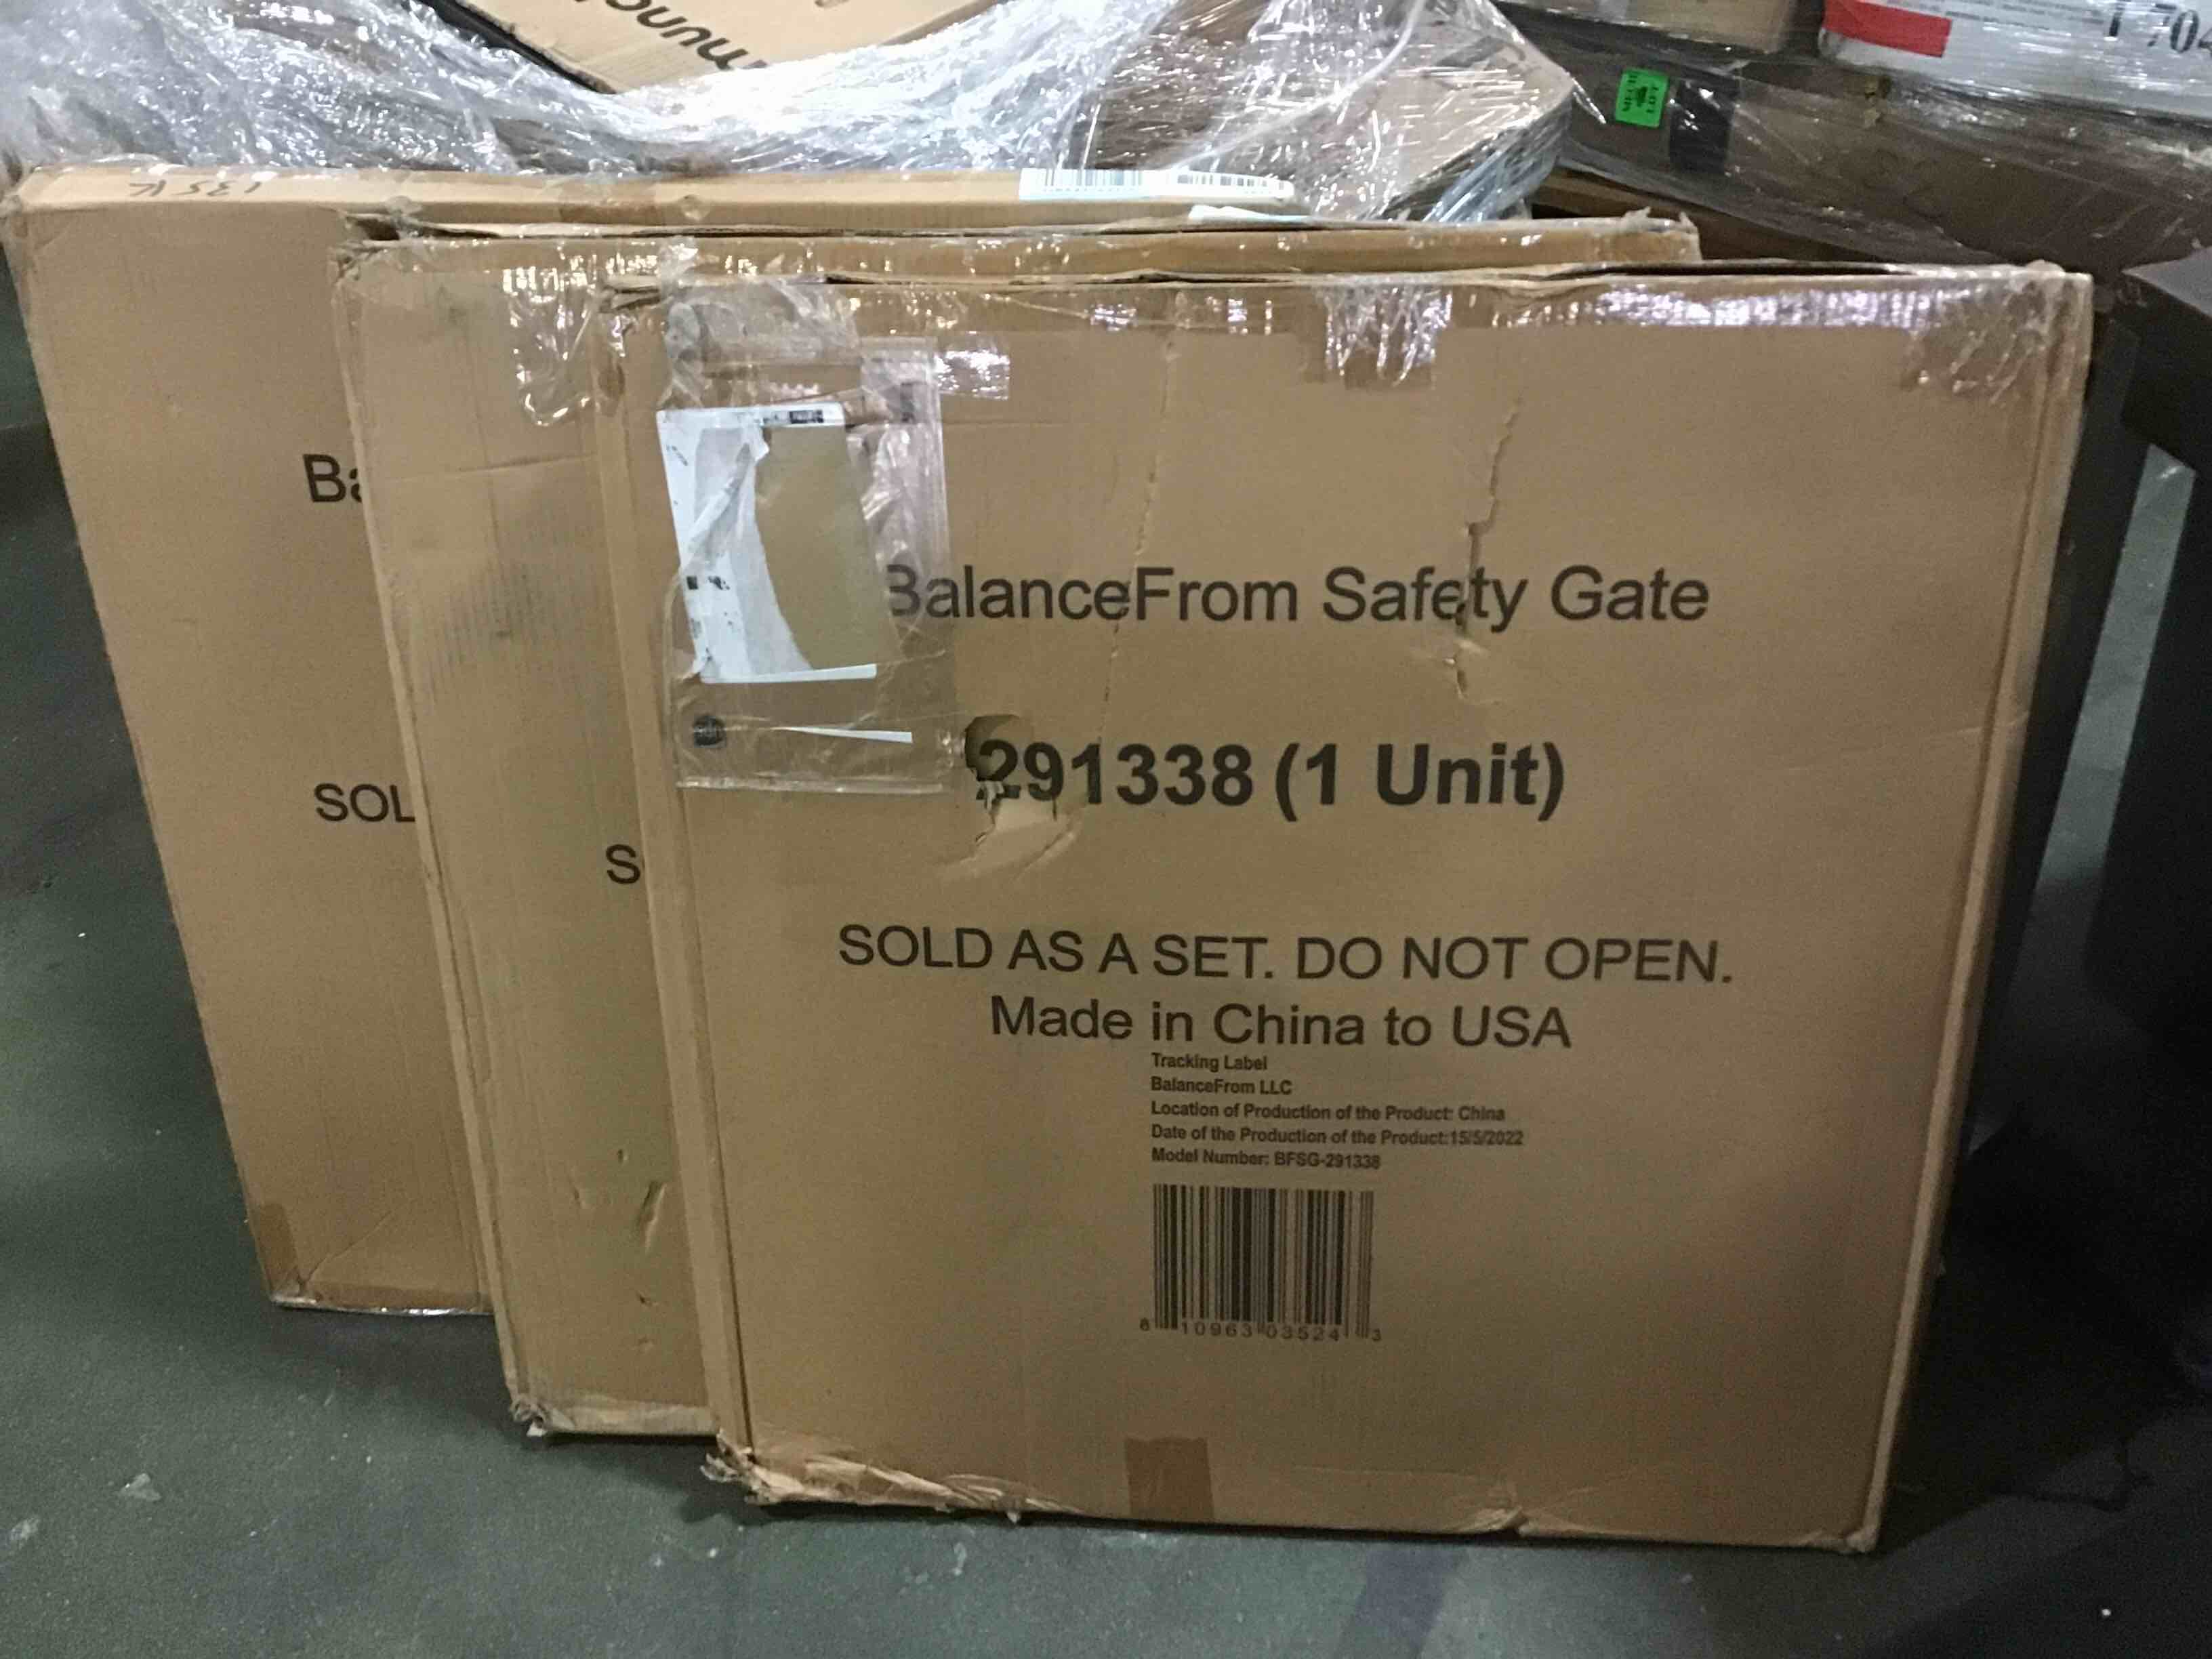 135K
Ba
SOL
S
BalanceFrom Safety Gate
291338 (1 Unit)
SOLD AS A SET. DO NOT OPEN.
Made in China to USA
Tracking Label
BalanceFrom LLC
Location of Production of the Product: China
Date of the Production of the Product:15/5/2022
Model Number: BFSG-291338
8 10963 03524 3